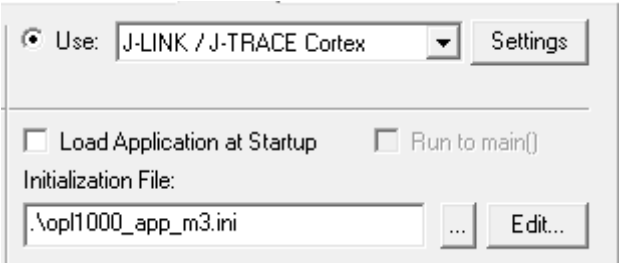 Use: J-LINK / J-TRACE Cortex Settings
Load Application at Startup Run to main()
Initialization File:
.\opl1000_app_m3.ini ... Edit...